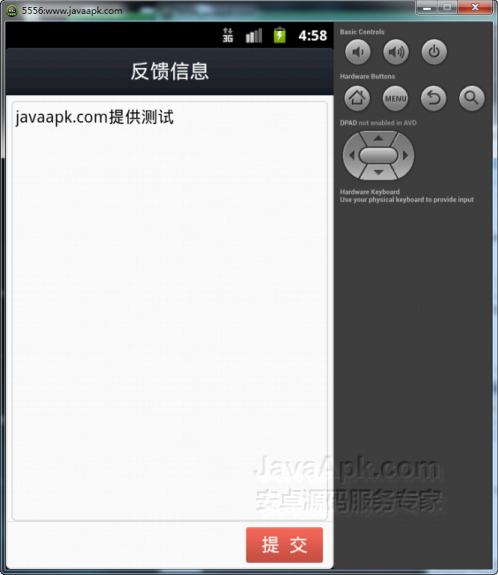 5556:www.javaapk.com
3G
4:58
反馈信息
javaapk.com提供测试
提 交
Basic Controls
Hardware Buttons
MENU
DPAD not enabled in AVD
Hardware Keyboard
Use your physical keyboard to provide input
JavaApk.com
安卓源码服务专家